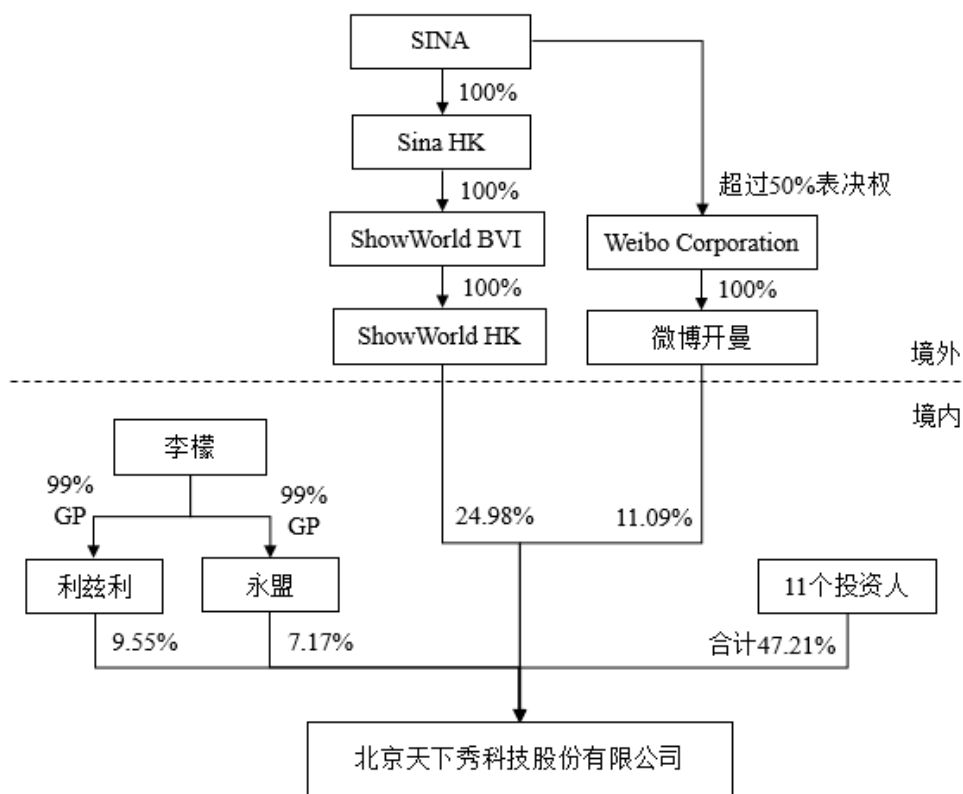 SINA
100%
Sina HK
100%
超过50%表决权
ShowWorld BVI
Weibo Corporation
100%
100%
ShowWorld HK
微博开曼
境外
境内
李檬
99%
GP
99%
GP
24.98%
11.09%
利兹利
永盟
11个投资人
9.55%
7.17%
合计47.21%
北京天下秀科技股份有限公司